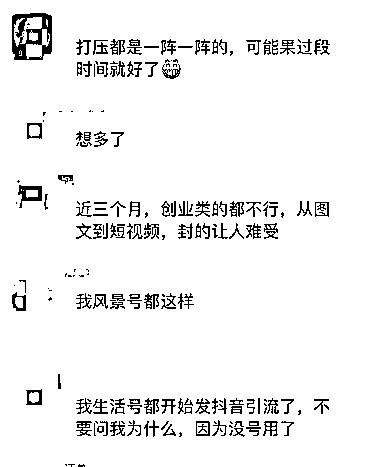 打压都是一阵一阵的，可能果过段
时间就好了😁
想多了
近三个月，创业类的都不行，从图
文到短视频，封的让人难受
我风景号都这样
我生活号都开始发抖音引流了，不
要问我为什么，因为没号用了